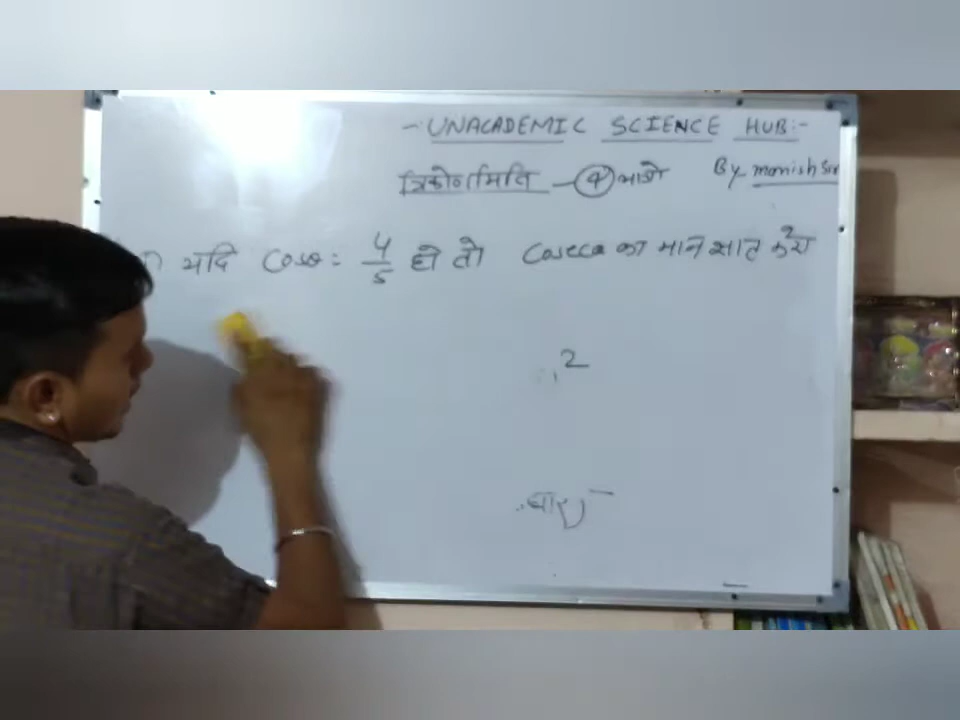 -: UNACADEMIC SCIENCE HUB:-
त्रिकोणमिति - 4 भाग By manish Sir
यदि Cosθ = 4/5 हो तो Cosecθ का मान ज्ञात करे
2